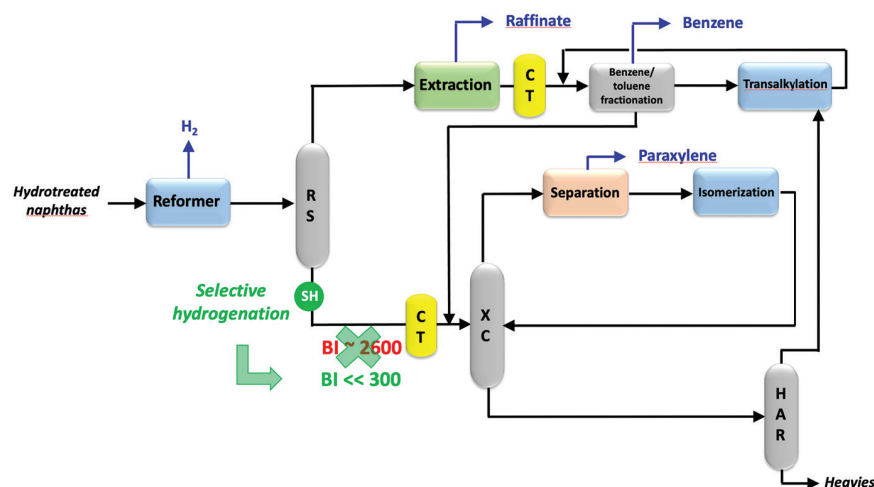 Raffinate
Benzene
Extraction
C
T
Benzene/
toluene
fractionation
Transalkylation
H2
Paraxylene
Hydrotreated
naphthas
Reformer
R
S
Separation
Isomerization
Selective
hydrogenation
SH
C
T
X
C
BI ~ 2600
BI << 300
H
A
R
Heavies